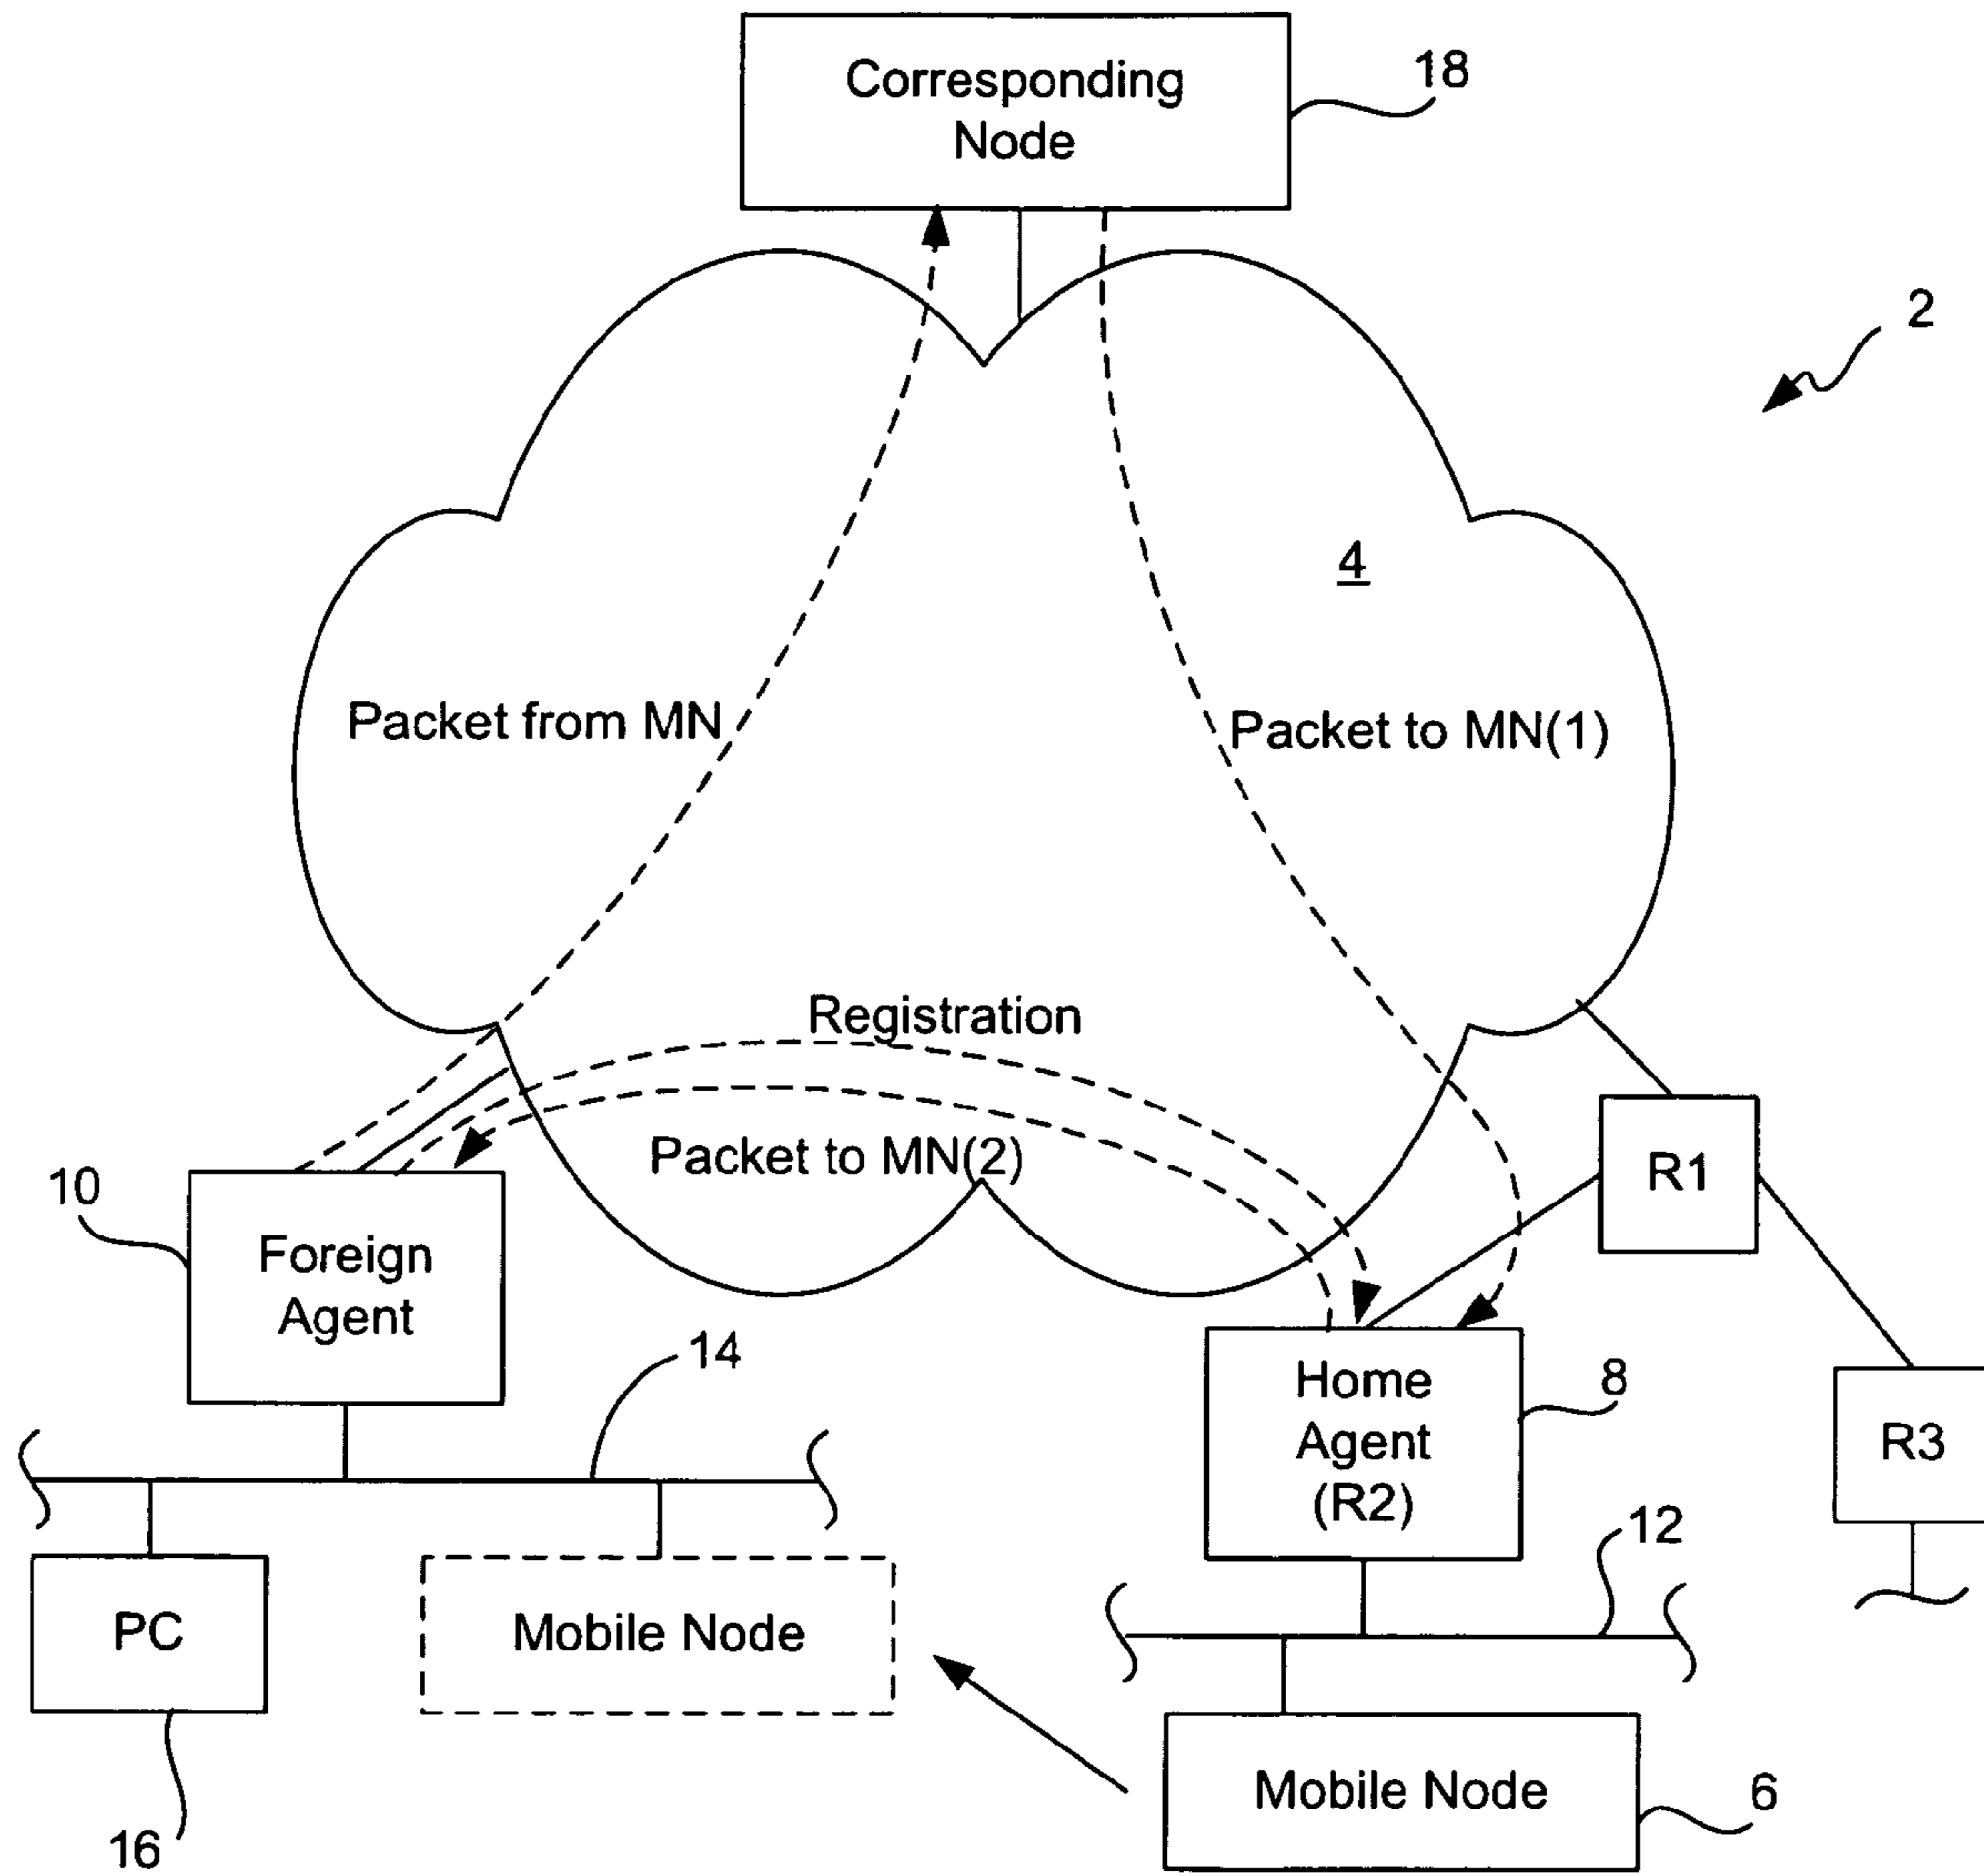 Corresponding
Node
18
2
4
Packet from MN
Packet to MN(1)
Registration
Packet to MN(2)
R1
10
Foreign
Agent
14
Home
Agent
(R2)
8
R3
12
PC
Mobile Node
Mobile Node
6
16